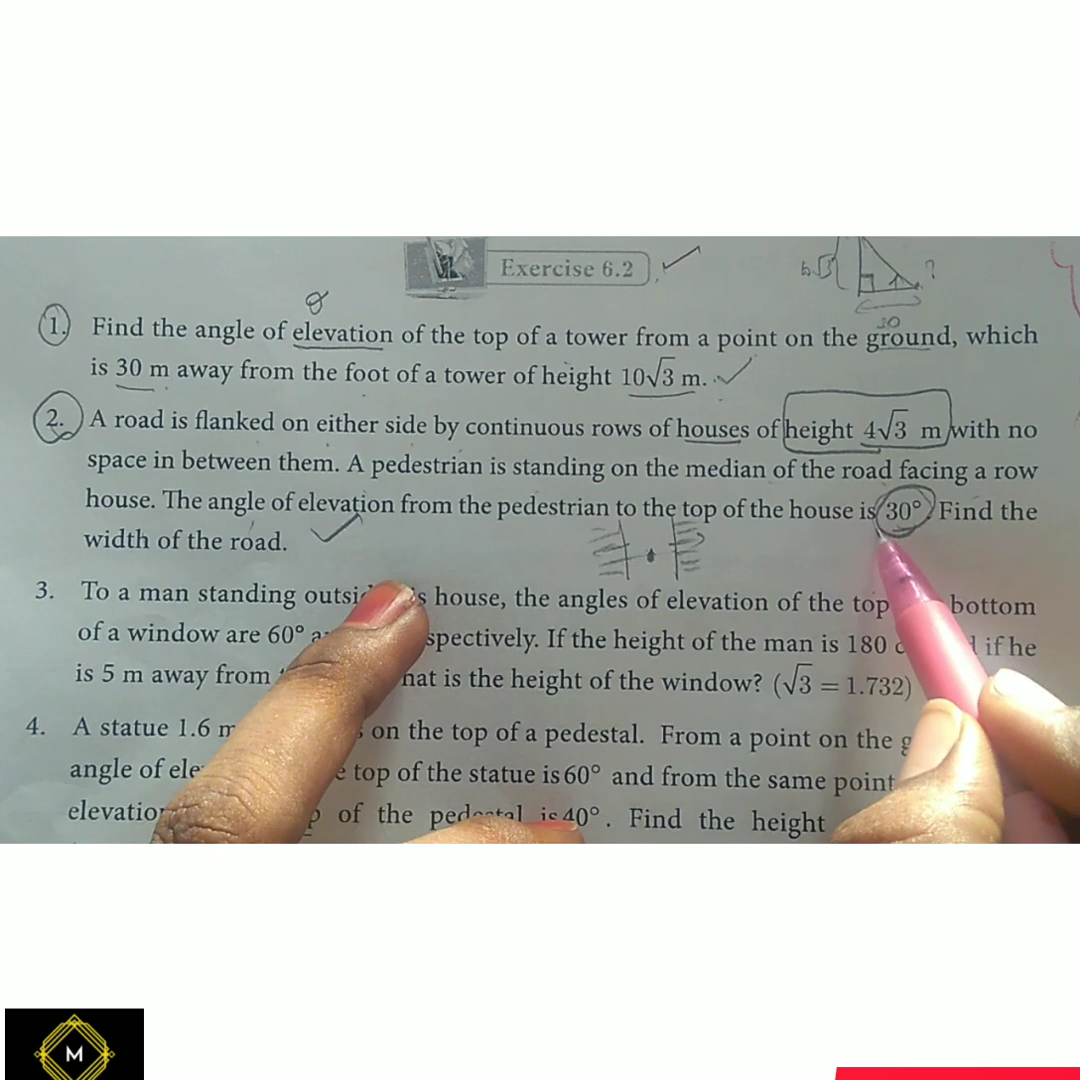 Exercise 6.2
?
30
θ
1. Find the angle of elevation of the top of a tower from a point on the ground, which
is 30 m away from the foot of a tower of height 10√3 m.
2. A road is flanked on either side by continuous rows of houses of height 4√3 m with no
space in between them. A pedestrian is standing on the median of the road facing a row
house. The angle of elevation from the pedestrian to the top of the house is 30°. Find the
width of the road.
3. To a man standing house, the angles of elevation of the top bottom
of a window are 60° If the height of the man is 180 if he
is 5 m away from is the height of the window? (√3 = 1.732)
4. A statue 1.6 on the top of a pedestal. From a point on the
angle of top of the statue is 60° and from the same point
of the pedestal is 40°. Find the height
M